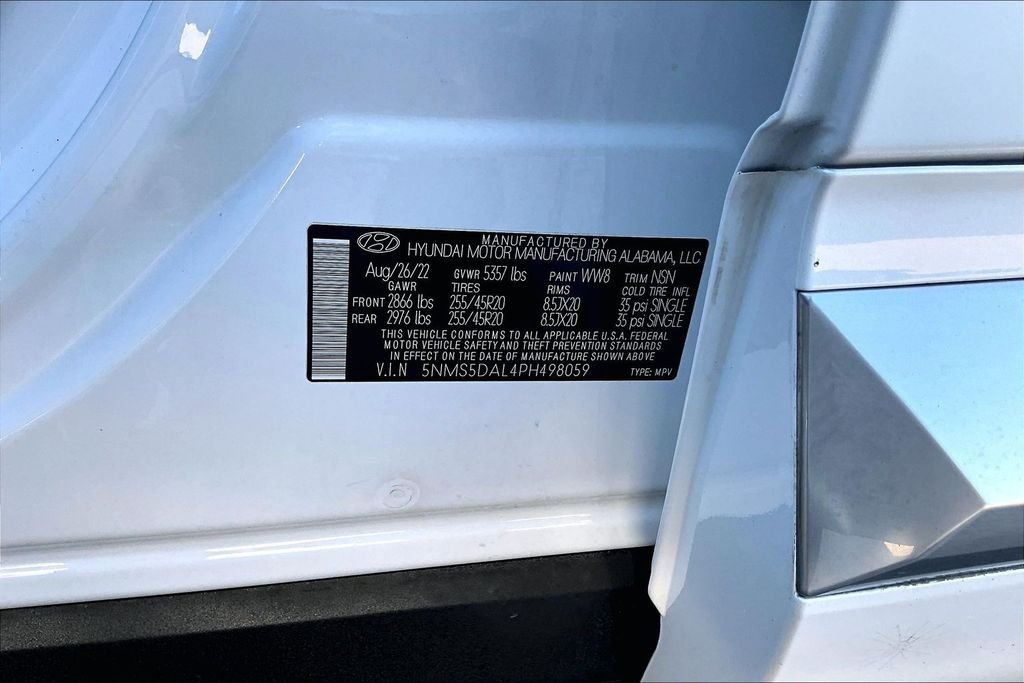 MANUFACTURED BY
HYUNDAI MOTOR MANUFACTURING ALABAMA, LLC
Aug/26/22 GVWR 5357 lbs PAINT WW8 TRIM NSN
GAWR TIRES RIMS COLD TIRE INFL
FRONT 2866 lbs 255/45R20 8.5JX20 35 psi SINGLE
REAR 2976 lbs 255/45R20 8.5JX20 35 psi SINGLE
THIS VEHICLE CONFORMS TO ALL APPLICABLE U.S.A. FEDERAL
MOTOR VEHICLE SAFETY AND THEFT PREVENTION STANDARDS
IN EFFECT ON THE DATE OF MANUFACTURE SHOWN ABOVE
V.I.N 5NMS5DAL4PH498059 TYPE: MPV